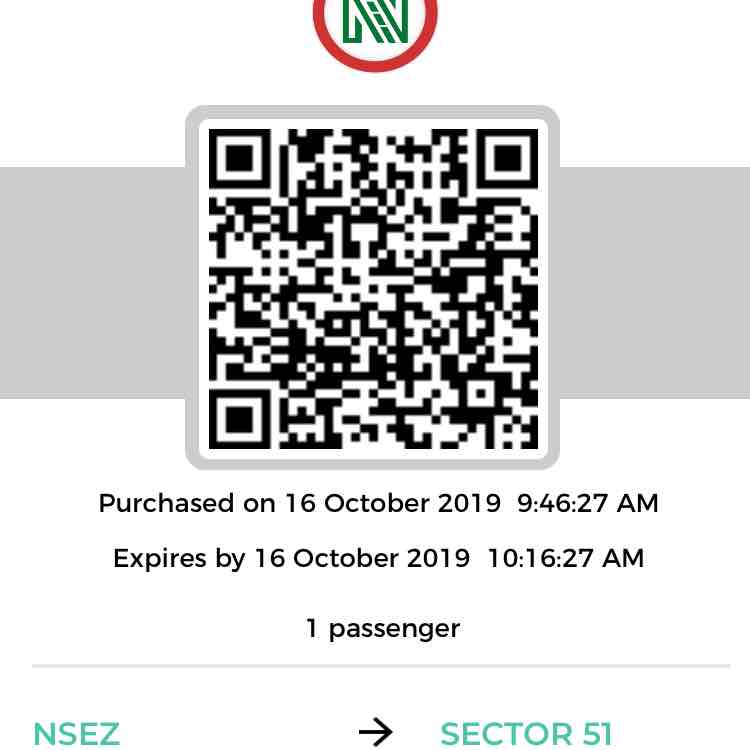 Purchased on 16 October 2019 9:46:27 AM
Expires by 16 October 2019 10:16:27 AM
1 passenger
NSEZ → SECTOR 51